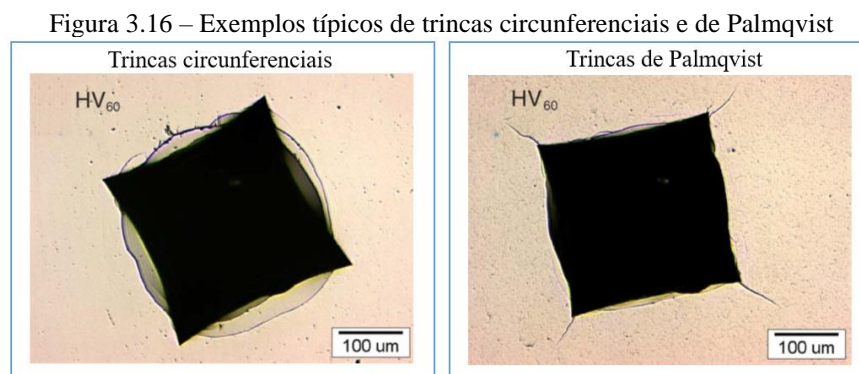 Figura 3.16 – Exemplos típicos de trincas circunferenciais e de Palmqvist
Trincas circunferenciais
HV60
100 um
Trincas de Palmqvist
HV60
100 um